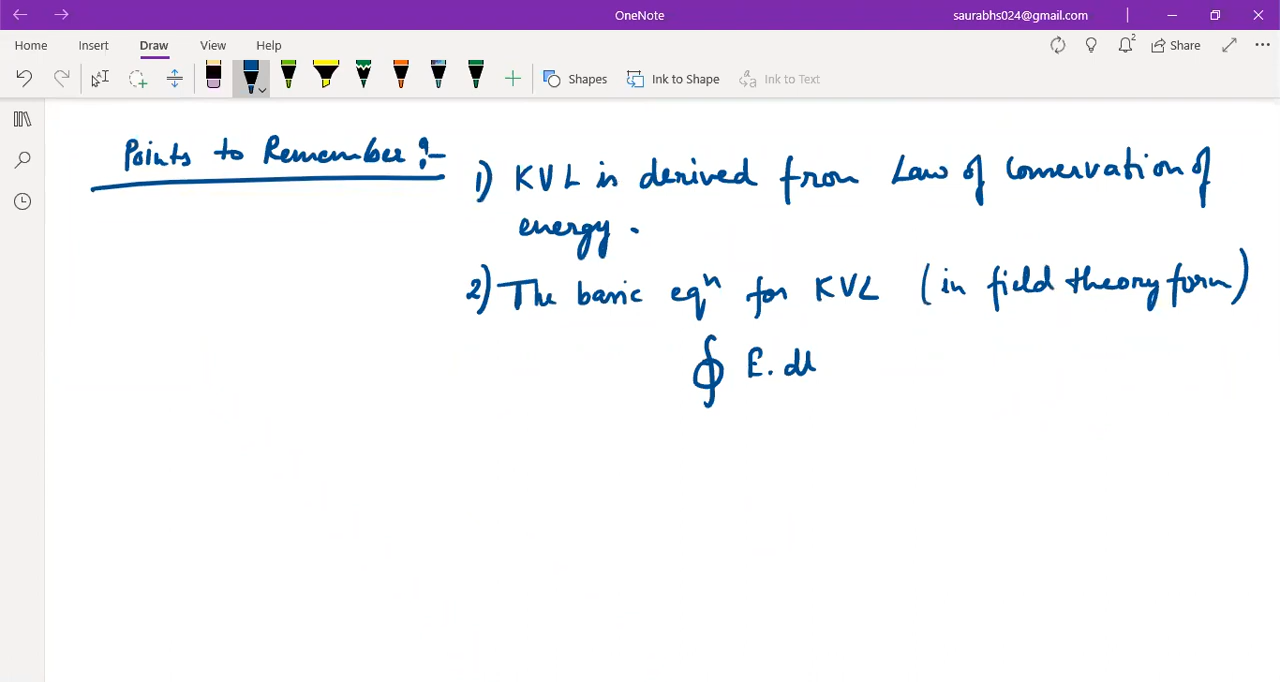 OneNote
saurabhs024@gmail.com
Home Insert Draw View Help
Share
2
Shapes Ink to Shape Ink to Text
Points to Remember :-
1) KVL is derived from Law of Conservation of
energy .
2) The basic eqⁿ for KVL (in field theory form)
∮ E. dl